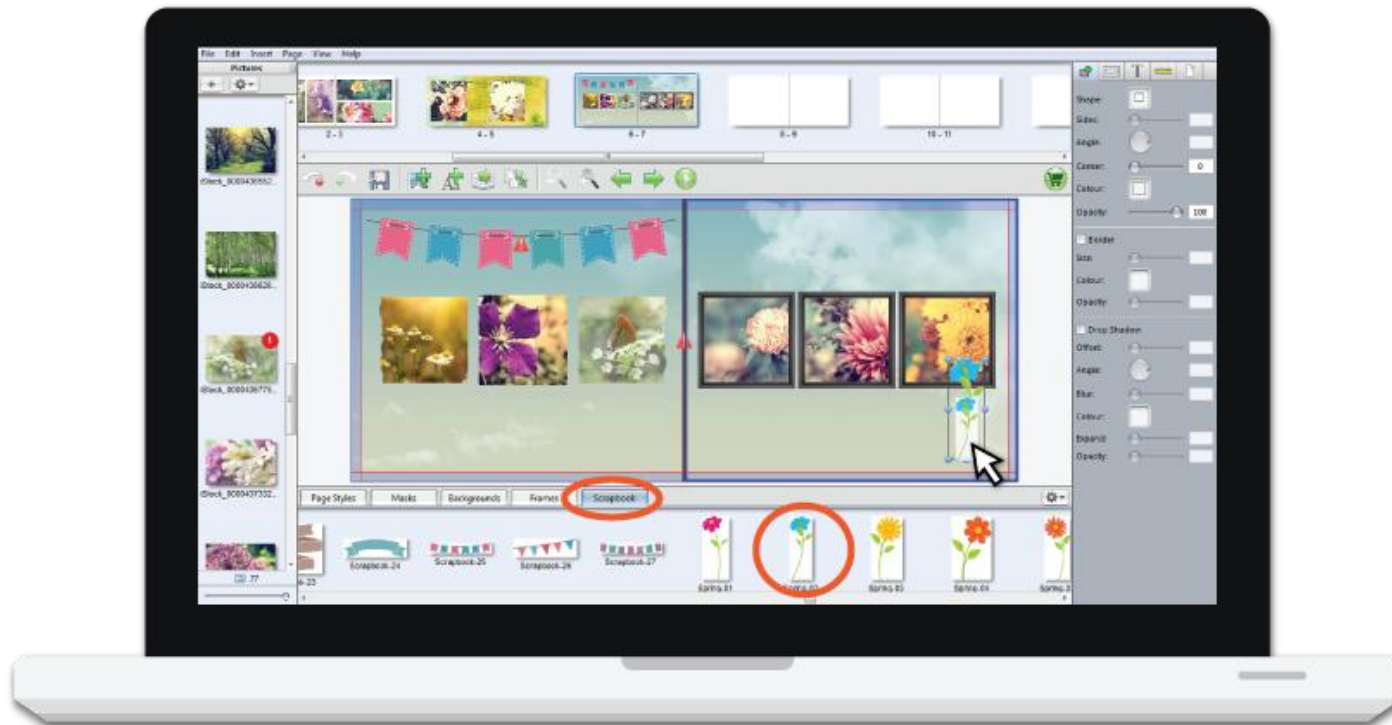 File Edit Insert Page View Help
Pictures
2 - 3
4 - 5
6 - 7
8 - 9
10 - 11
Shape:
Sides:
Angle:
Corner: 0
Colour:
Opacity: 100
Border
Size:
Colour:
Opacity:
Drop Shadow
Offset:
Angle:
Blur:
Colour:
Expand:
Opacity:
Page Styles
Masks
Backgrounds
Frames
Scrapbook
Scrapbook-24
Scrapbook-25
Scrapbook-26
Scrapbook-27
Spring-01
Spring-02
Spring-03
Spring-04
77